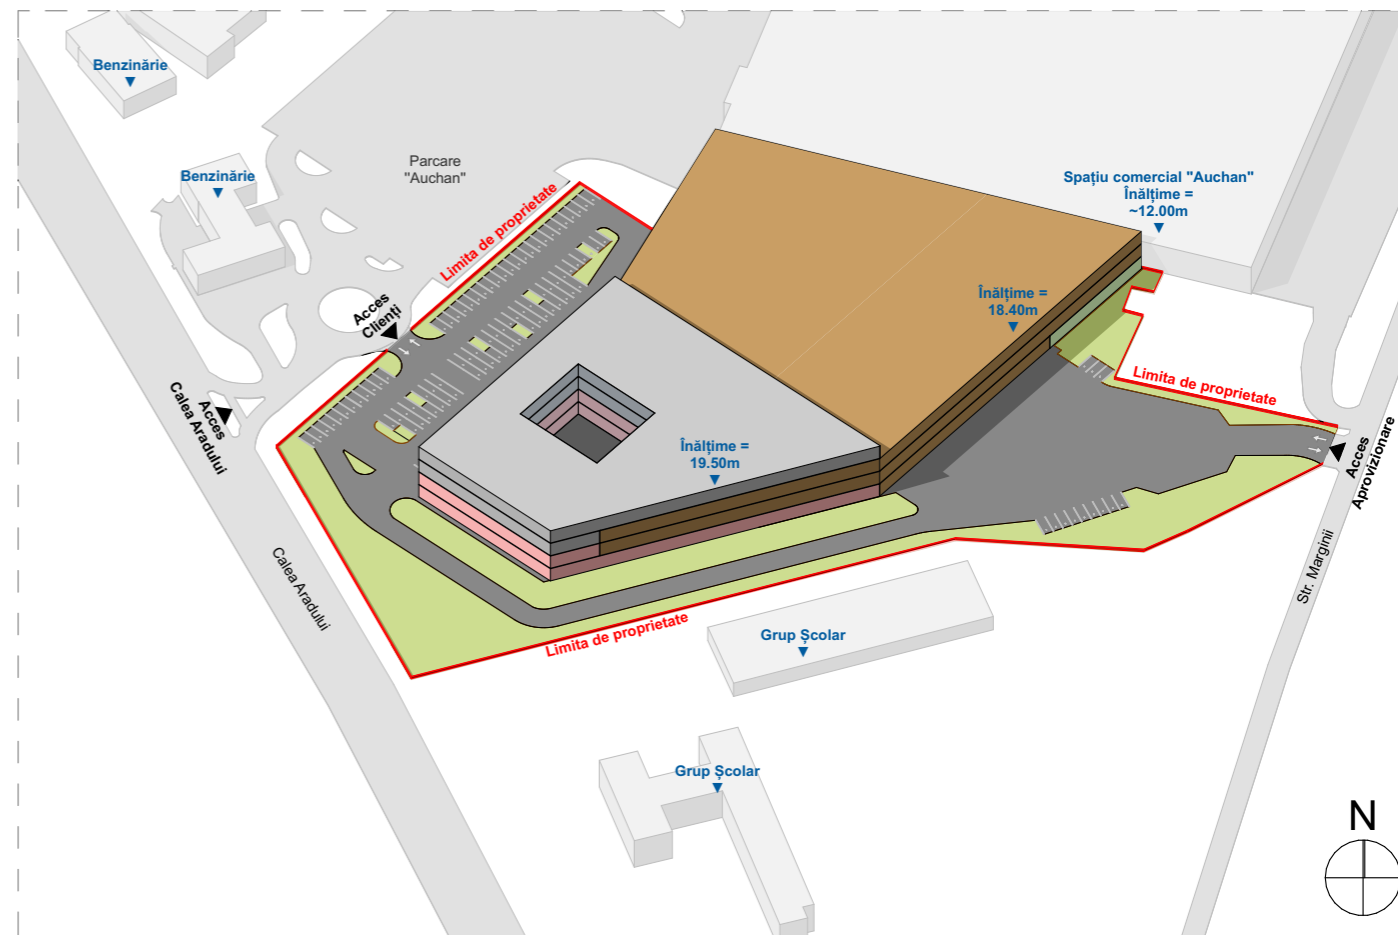 Benzinărie
Benzinărie
Parcare
"Auchan"
Spațiu comercial "Auchan"
Înălțime =
~12.00m
Limita de proprietate
Înălțime =
18.40m
Acces
Clienți
Limita de proprietate
Acces
Calea Aradului
Înălțime =
19.50m
Acces
Aprovizionare
Calea Aradului
Str. Marginii
Limita de proprietate
Grup Școlar
Grup Școlar
N